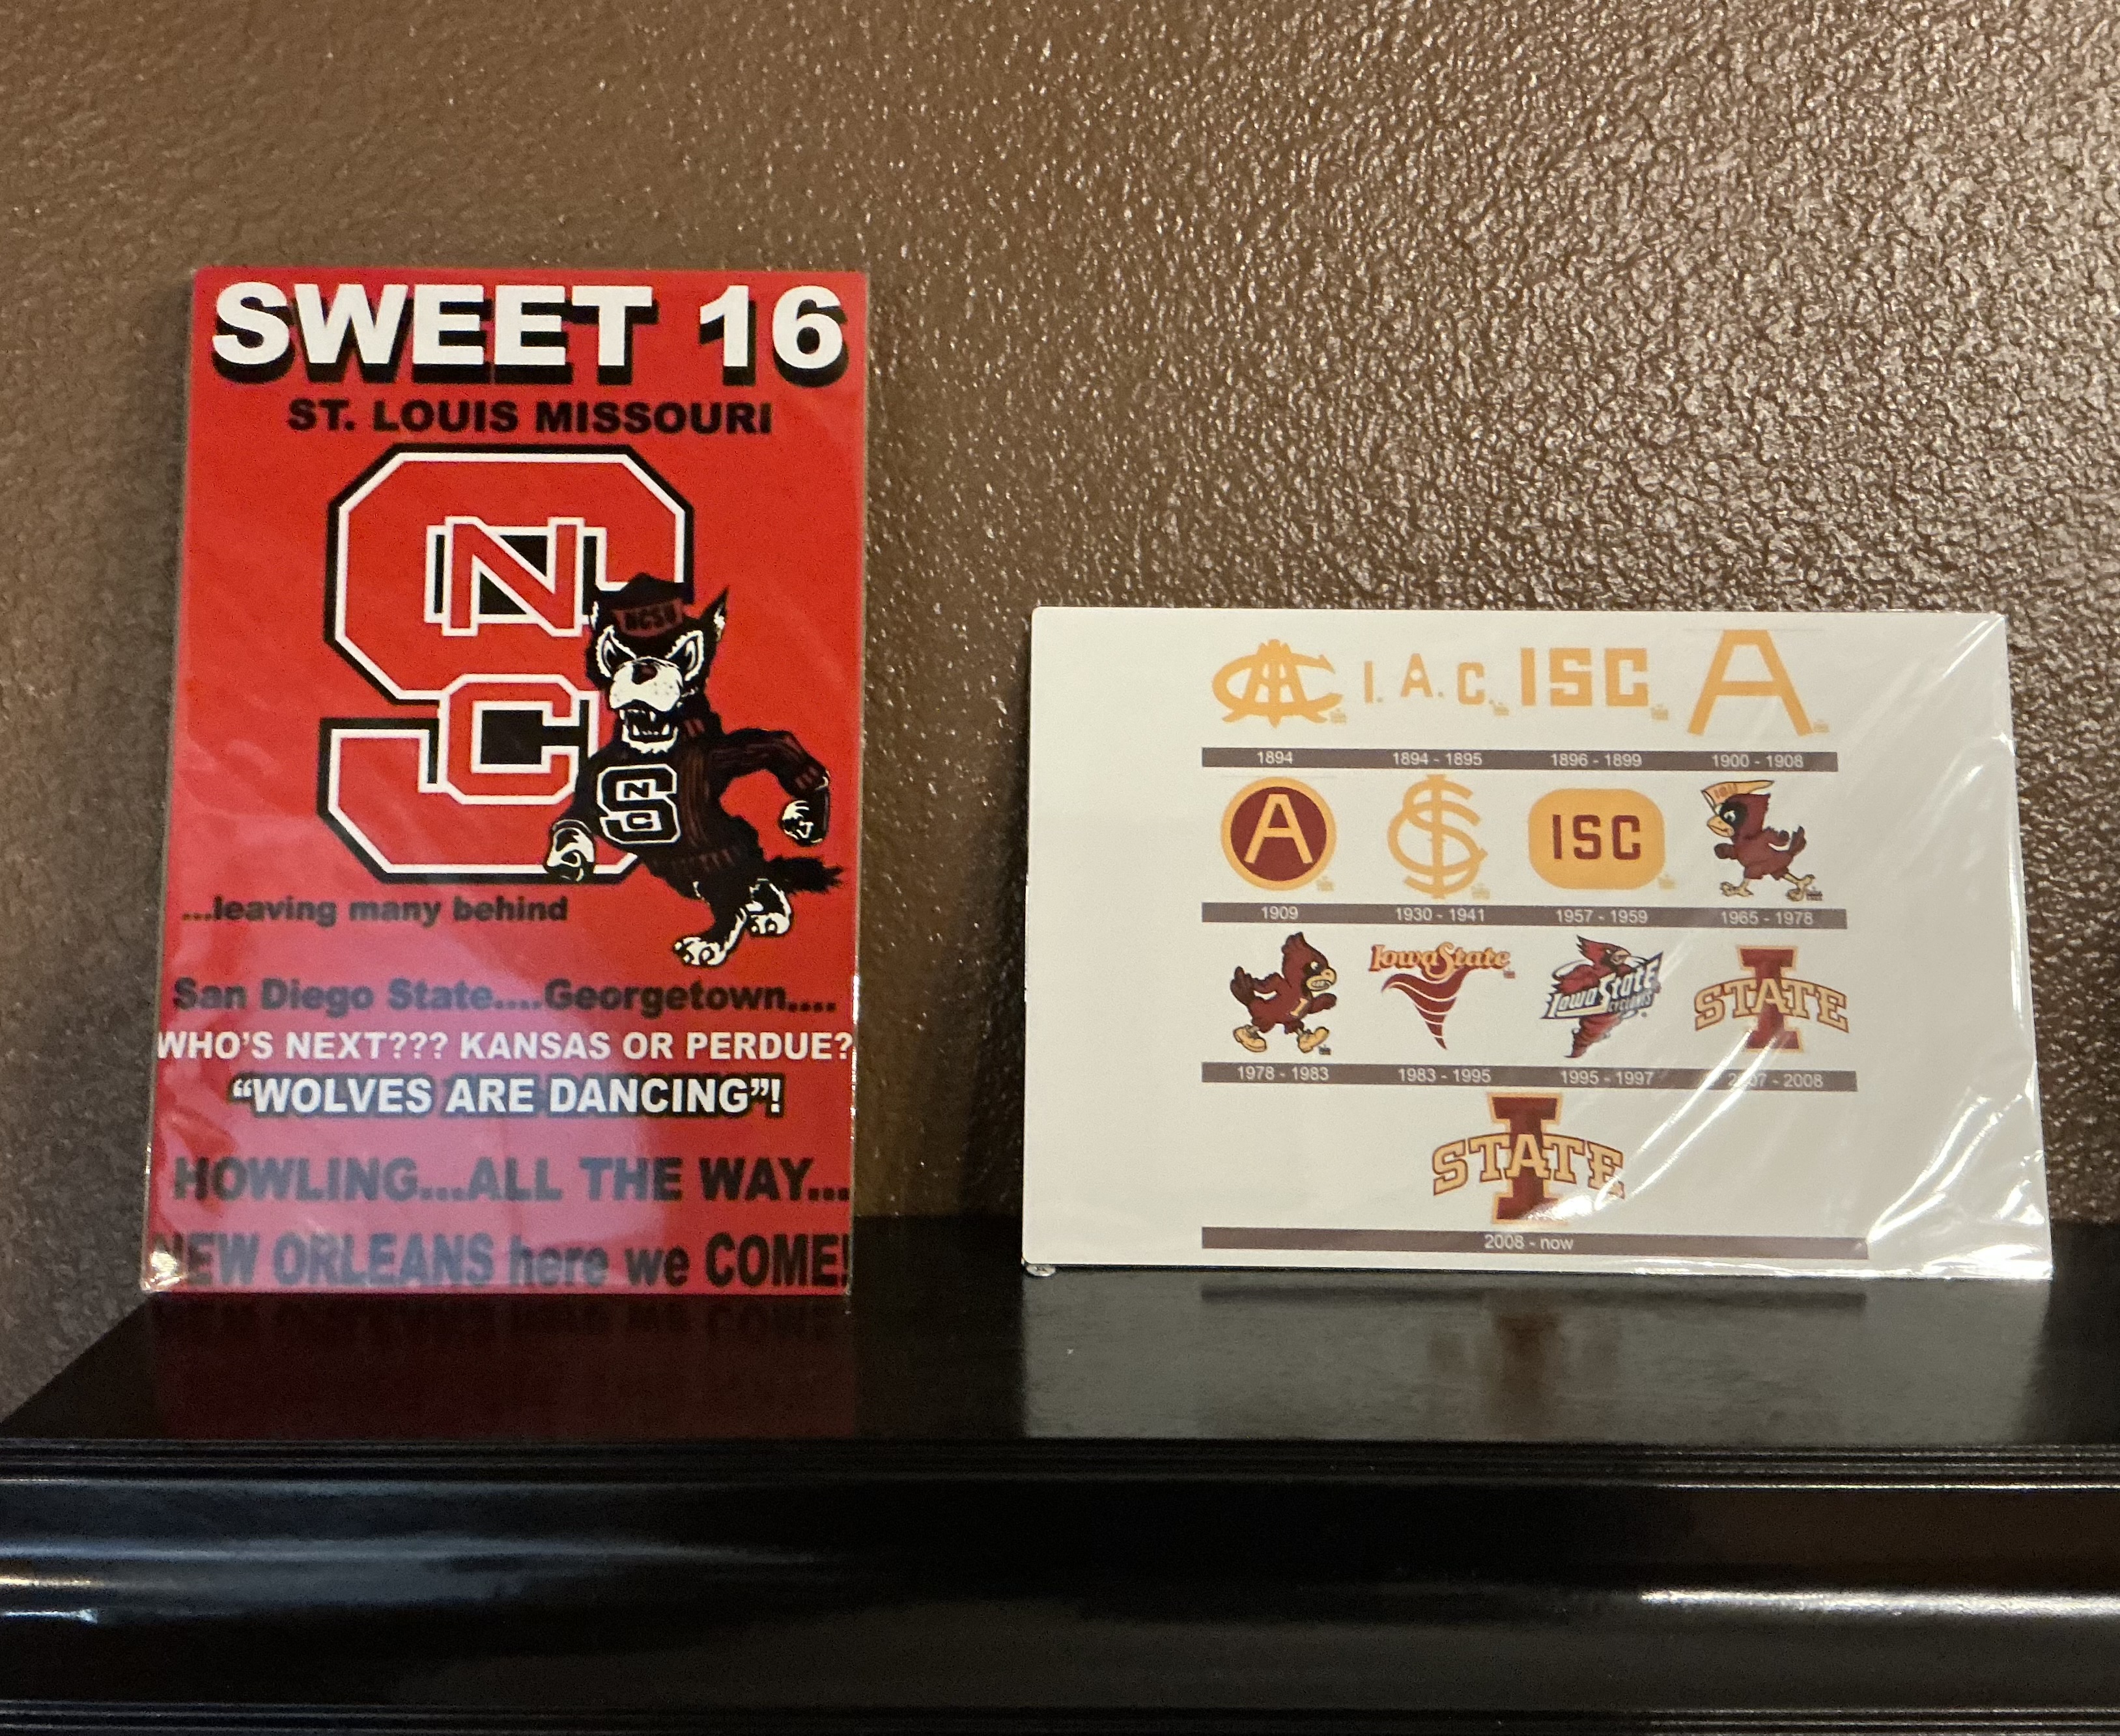 SWEET 16
ST. LOUIS MISSOURI
N
C
NCSU
NSC
...leaving many behind
San Diego State....Georgetown....
WHO'S NEXT??? KANSAS OR PERDUE?
“WOLVES ARE DANCING”!
HOWLING...ALL THE WAY...
NEW ORLEANS here we COME!
I. A. C. ISC A
1894 1894 - 1895 1896 - 1899 1900 - 1908
A ISC
1909 1930 - 1941 1957 - 1959 1965 - 1978
Iowa State Iowa State CYCLONES I STATE
1978 - 1983 1983 - 1995 1995 - 1997 2007 - 2008
I STATE
2008 - now